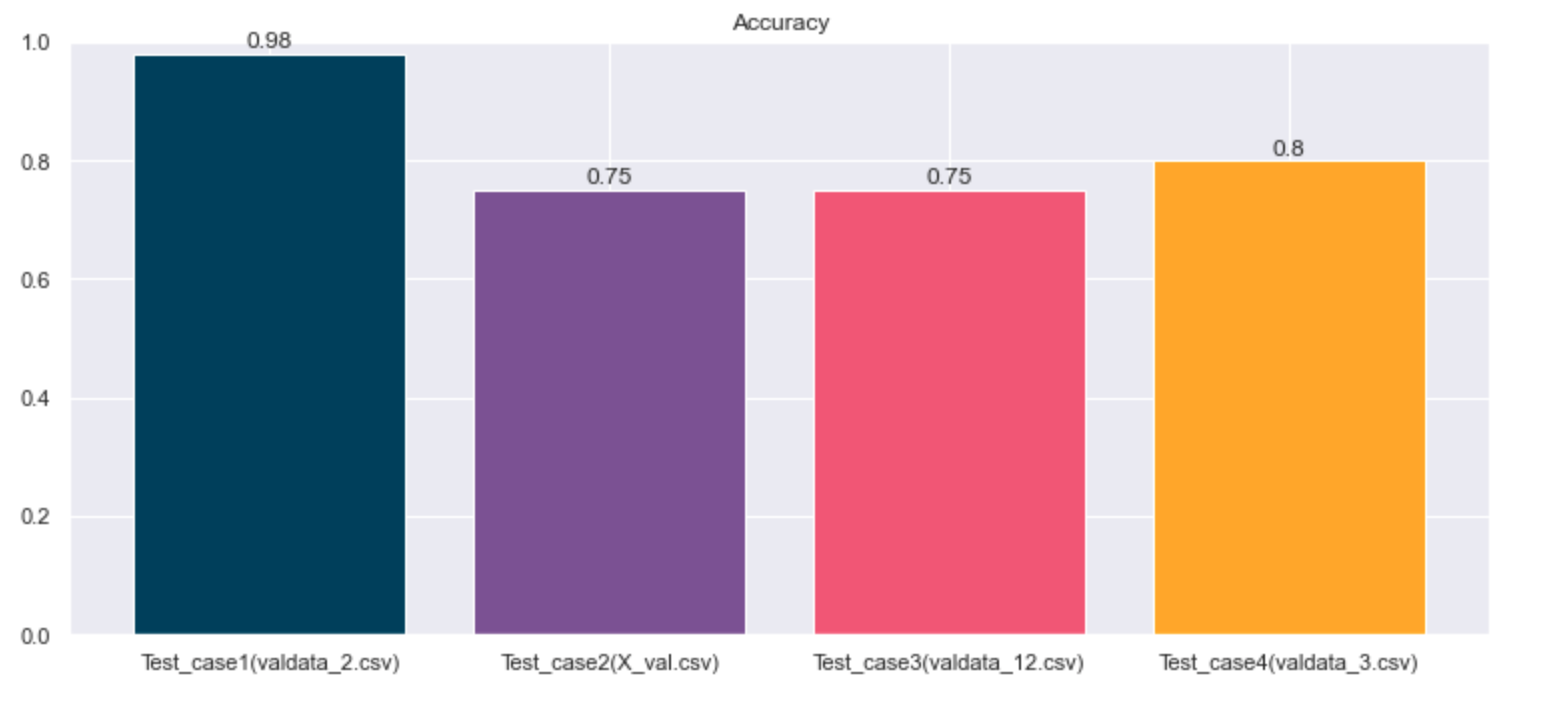 Accuracy
1.0
0.98
0.8
0.75
0.75
0.8
0.6
0.4
0.2
0.0
Test_case1(valdata_2.csv)
Test_case2(X_val.csv)
Test_case3(valdata_12.csv)
Test_case4(valdata_3.csv)